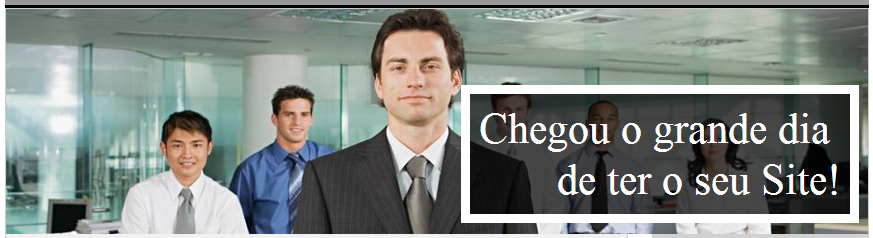 Chegou o grande dia
de ter o seu Site!